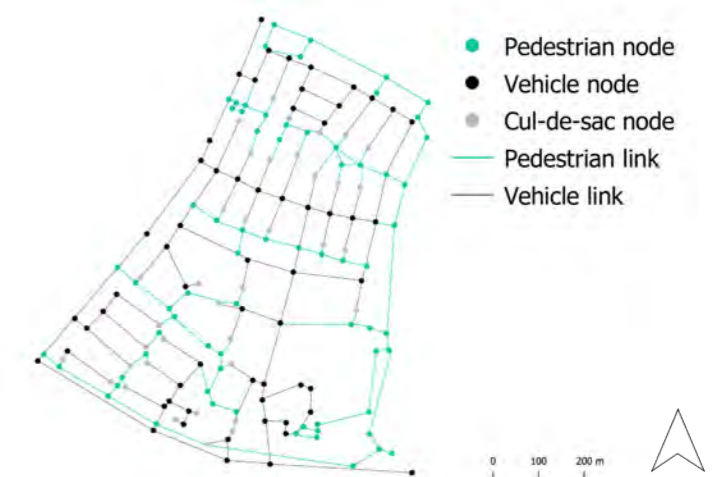 Pedestrian node
Vehicle node
Cul-de-sac node
Pedestrian link
Vehicle link
0 100 200 m